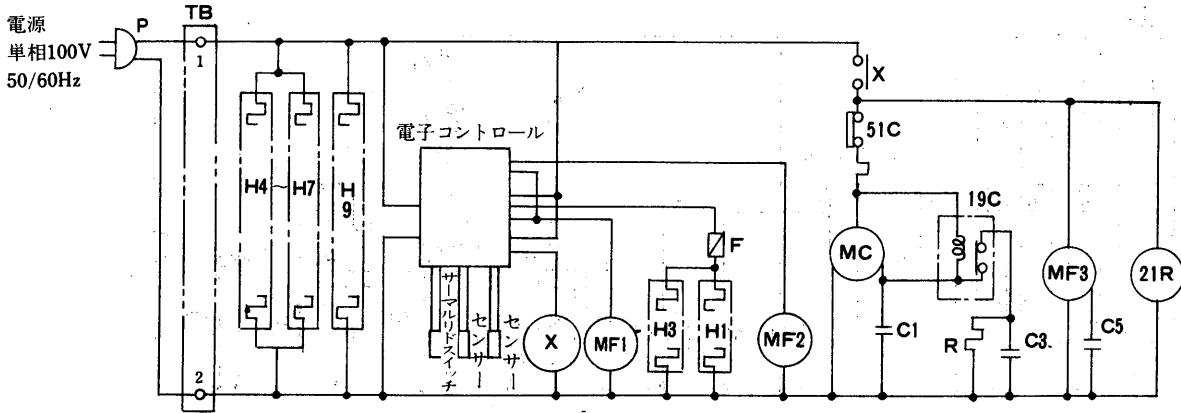 電源
単相100V
50/60Hz
P
TB
1
2
H4
~
H7
H
9
電子コントロール
サーマルリードスイッチ
センサー
センサー
X
MF1
H3
H1
F
MF2
X
51C
MC
19C
C1
R
C3
MF3
C5
21R